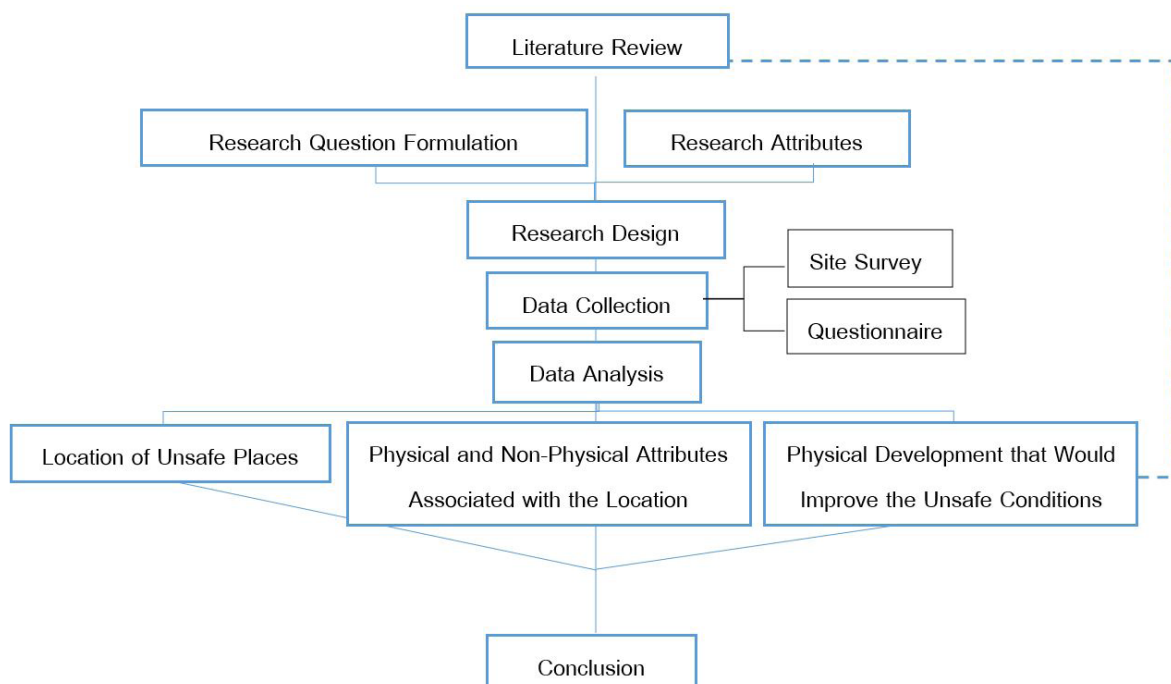 Literature Review
Research Question Formulation
Research Attributes
Research Design
Site Survey
Data Collection
Questionnaire
Data Analysis
Location of Unsafe Places
Physical and Non-Physical Attributes
Associated with the Location
Physical Development that Would
Improve the Unsafe Conditions
Conclusion